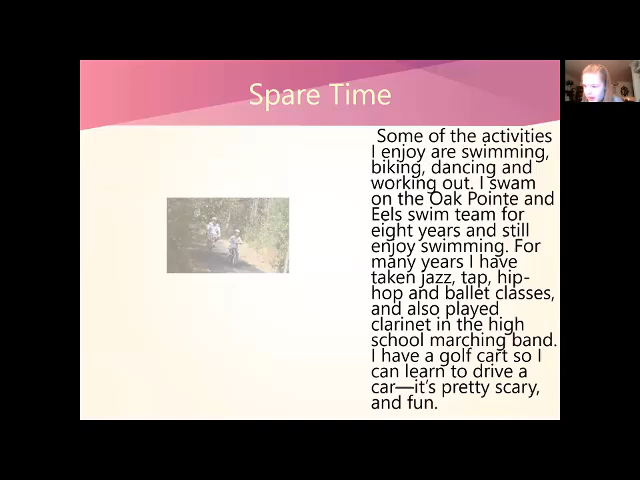 Spare Time
Some of the activities
I enjoy are swimming,
biking, dancing and
working out. I swam
on the Oak Pointe and
Eels swim team for
eight years and still
enjoy swimming. For
many years I have
taken jazz, tap, hip-
hop and ballet classes,
and also played
clarinet in the high
school marching band.
I have a golf cart so I
can learn to drive a
car—it's pretty scary,
and fun.